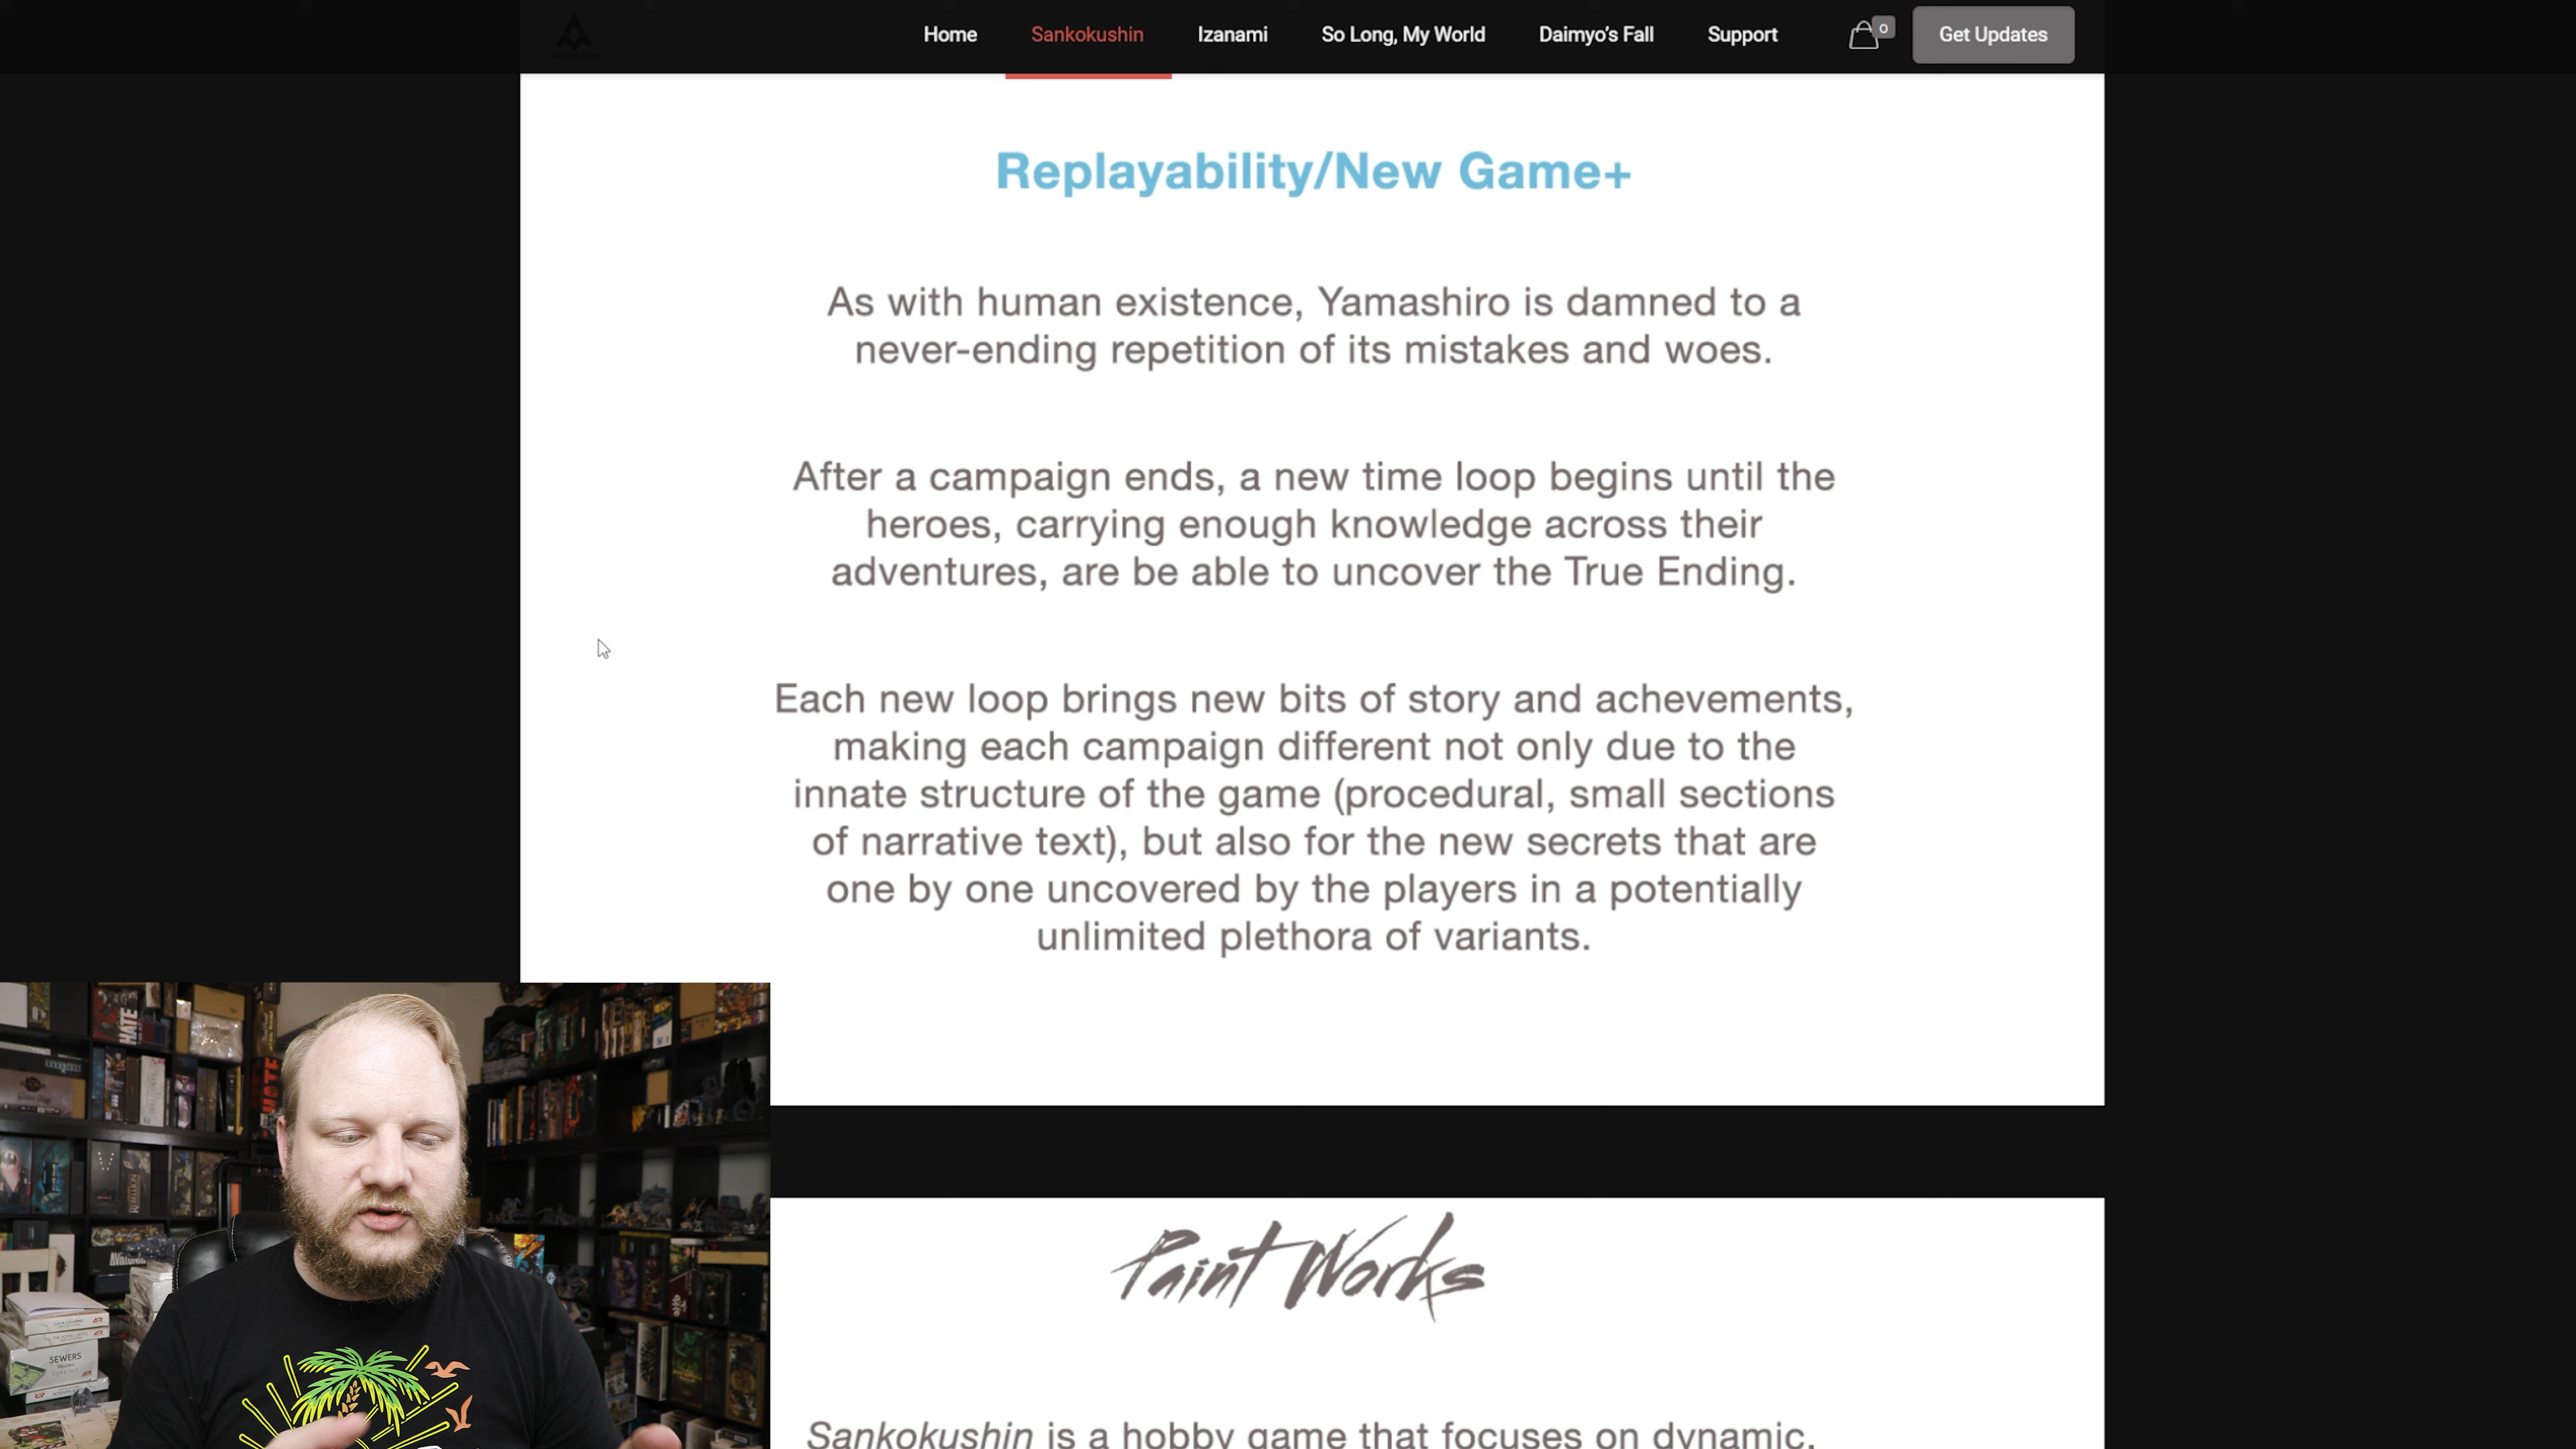 Home Sankokushin Izanami So Long, My World Daimyo's Fall Support 0 Get Updates
Replayability/New Game+
As with human existence, Yamashiro is damned to a
never-ending repetition of its mistakes and woes.
After a campaign ends, a new time loop begins until the
heroes, carrying enough knowledge across their
adventures, are be able to uncover the True Ending.
Each new loop brings new bits of story and achevements,
making each campaign different not only due to the
innate structure of the game (procedural, small sections
of narrative text), but also for the new secrets that are
one by one uncovered by the players in a potentially
unlimited plethora of variants.
HATE
HATE
SEWERS
Paint Works
Sankokushin is a hobby game that focuses on dynamic,